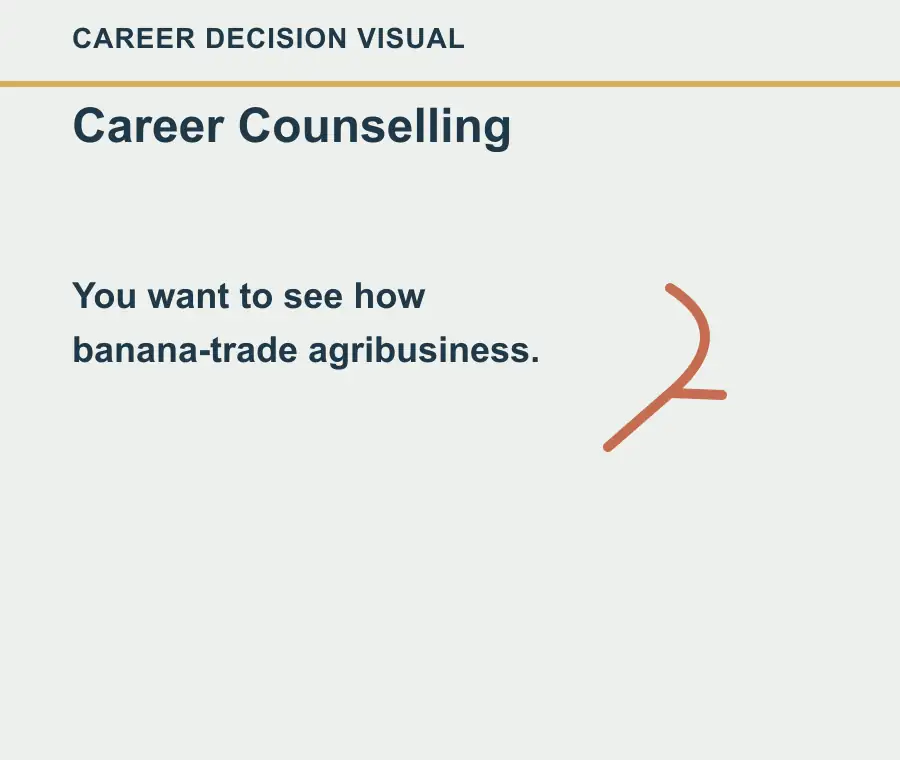 CAREER DECISION VISUAL
Career Counselling
You want to see how
banana-trade agribusiness.